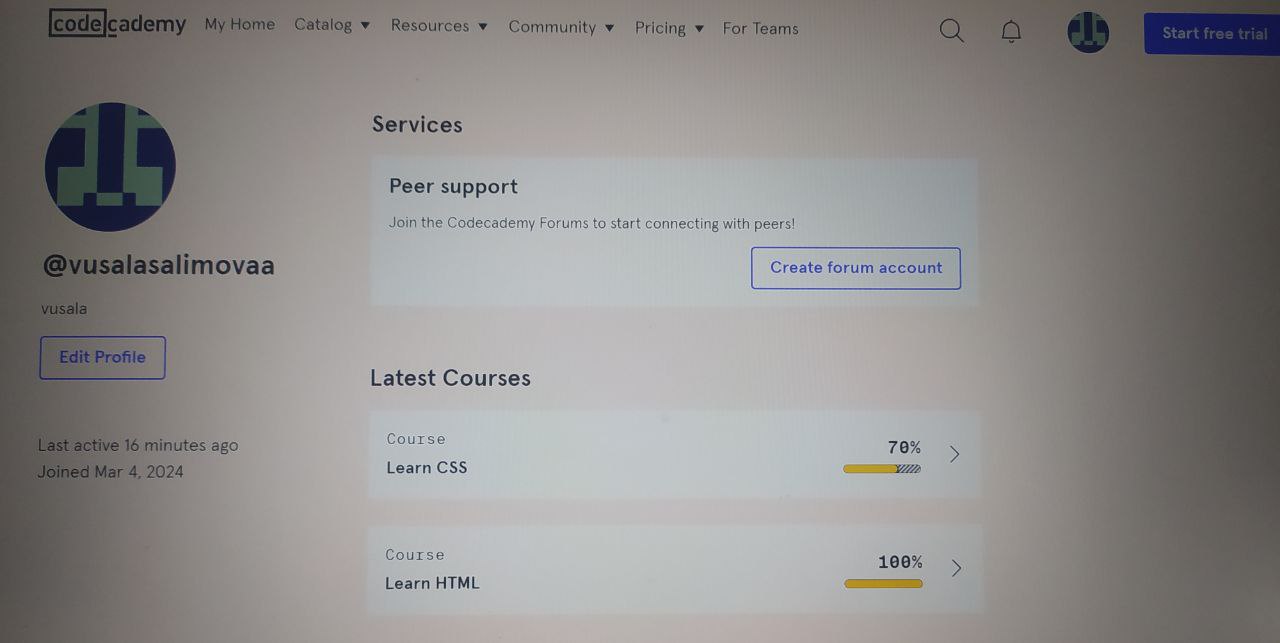 codecademy My Home Catalog ▼ Resources ▼ Community ▼ Pricing ▼ For Teams Start free trial
@vusalasalimovaa
vusala
Edit Profile
Last active 16 minutes ago
Joined Mar 4, 2024
Services
Peer support
Join the Codecademy Forums to start connecting with peers!
Create forum account
Latest Courses
Course
Learn CSS
70%
Course
Learn HTML
100%